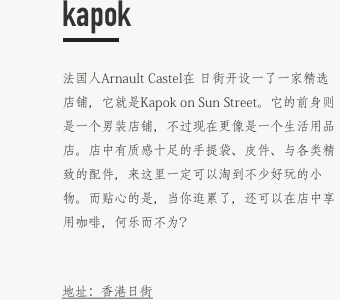 kapok
法国人Arnault Castel在 日街开设一了一家精选
店铺，它就是Kapok on Sun Street。它的前身则
是一个男装店铺，不过现在更像是一个生活用品
店。店中有质感十足的手提袋、皮件、与各类精
致的配件，来这里一定可以淘到不少好玩的小
物。而贴心的是，当你逛累了，还可以在店中享
用咖啡，何乐而不为？
地址：香港日街